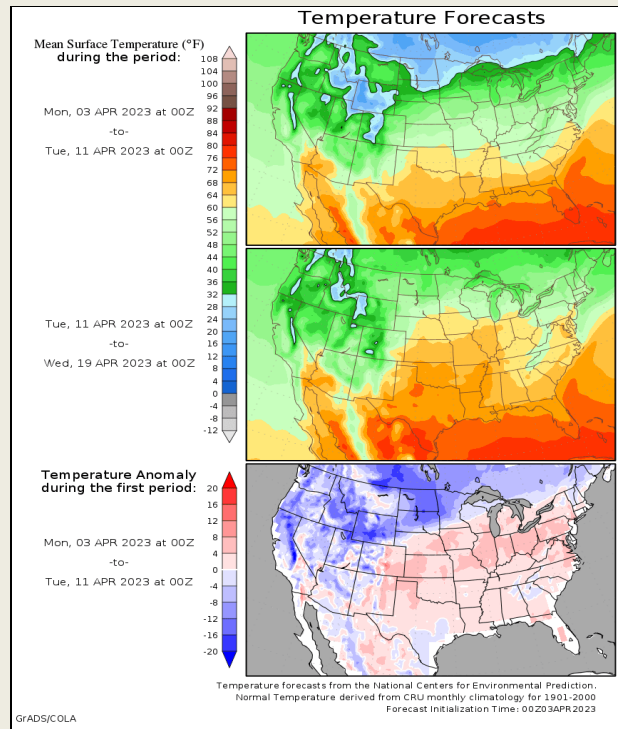 Temperature Forecasts
Mean Surface Temperature (°F)
during the period:
Mon, 03 APR 2023 at 00Z
-to-
Tue, 11 APR 2023 at 00Z
108
104
100
96
92
88
84
80
76
72
68
64
60
56
52
48
44
40
36
32
28
24
20
16
12
8
4
0
-4
-8
-12
Tue, 11 APR 2023 at 00Z
-to-
Wed, 19 APR 2023 at 00Z
Temperature Anomaly
during the first period:
Mon, 03 APR 2023 at 00Z
-to-
Tue, 11 APR 2023 at 00Z
20
16
12
8
4
0
-4
-8
-12
-16
-20
Temperature forecasts from the National Centers for Environmental Prediction.
Normal Temperature derived from CRU monthly climatology for 1901-2000
Forecast Initialization Time: 00Z03APR2023
GrADS/COLA